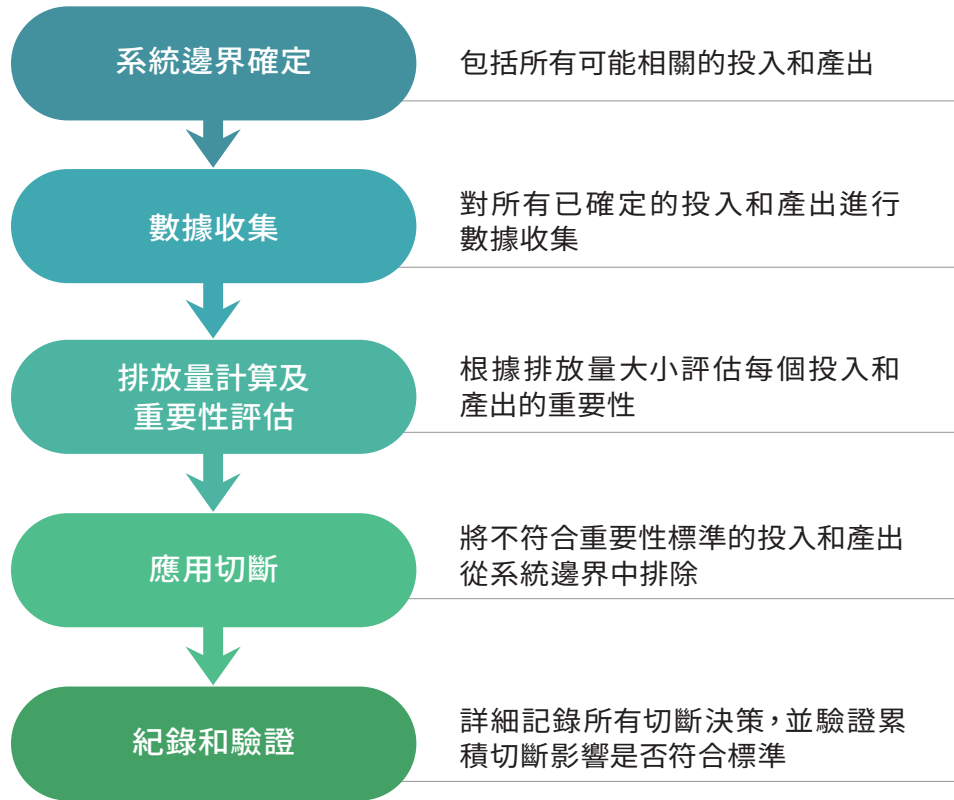 系統邊界確定
包括所有可能相關的投入和產出
數據收集
對所有已確定的投入和產出進行
數據收集
排放量計算及
重要性評估
根據排放量大小評估每個投入和
產出的重要性
應用切斷
將不符合重要性標準的投入和產出
從系統邊界中排除
紀錄和驗證
詳細記錄所有切斷決策，並驗證累
積切斷影響是否符合標準